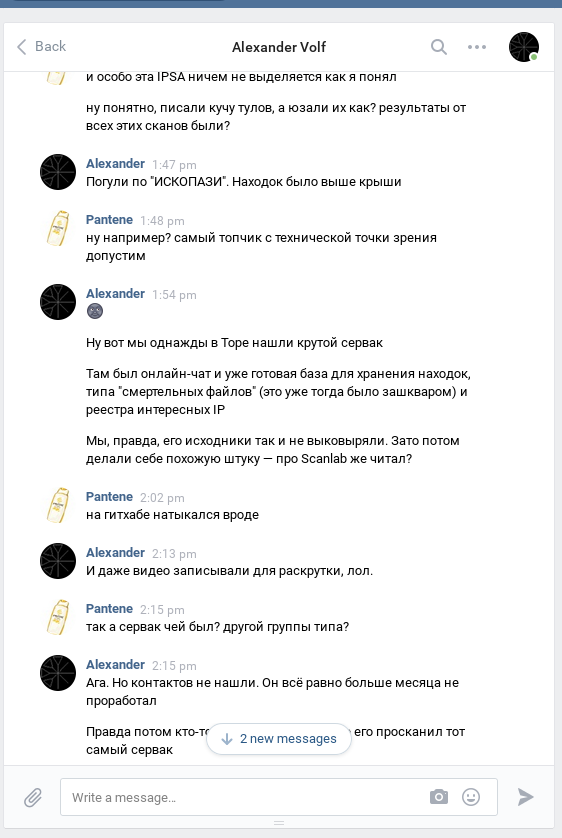 Back
Alexander Volf
и особо эта IPSA ничем не выделяется как я понял
ну понятно, писали кучу тулов, а юзали их как? результаты от
всех этих сканов были?
Alexander 1:47 pm
Погугли по "ИСКОПАЗИ". Находок было выше крыши
Pantene 1:48 pm
ну например? самый топчик с технической точки зрения
допустим
Alexander 1:54 pm
Ну вот мы однажды в Торе нашли крутой сервак
Там был онлайн-чат и уже готовая база для хранения находок,
типа "смертельных файлов" (это уже тогда было зашкваром) и
реестра интересных IP
Мы, правда, его исходники так и не выковыряли. Зато потом
делали себе похожую штуку — про Scanlab же читал?
Pantene 2:02 pm
на гитхабе натыкался вроде
Alexander 2:13 pm
И даже видео записывали для раскрутки, лол.
Pantene 2:15 pm
так а сервак чей был? другой группы типа?
Alexander 2:15 pm
Ага. Но контактов не нашли. Он всё равно больше месяца не
проработал
Правда потом его просканил тот
самый сервак
2 new messages
Write a message...